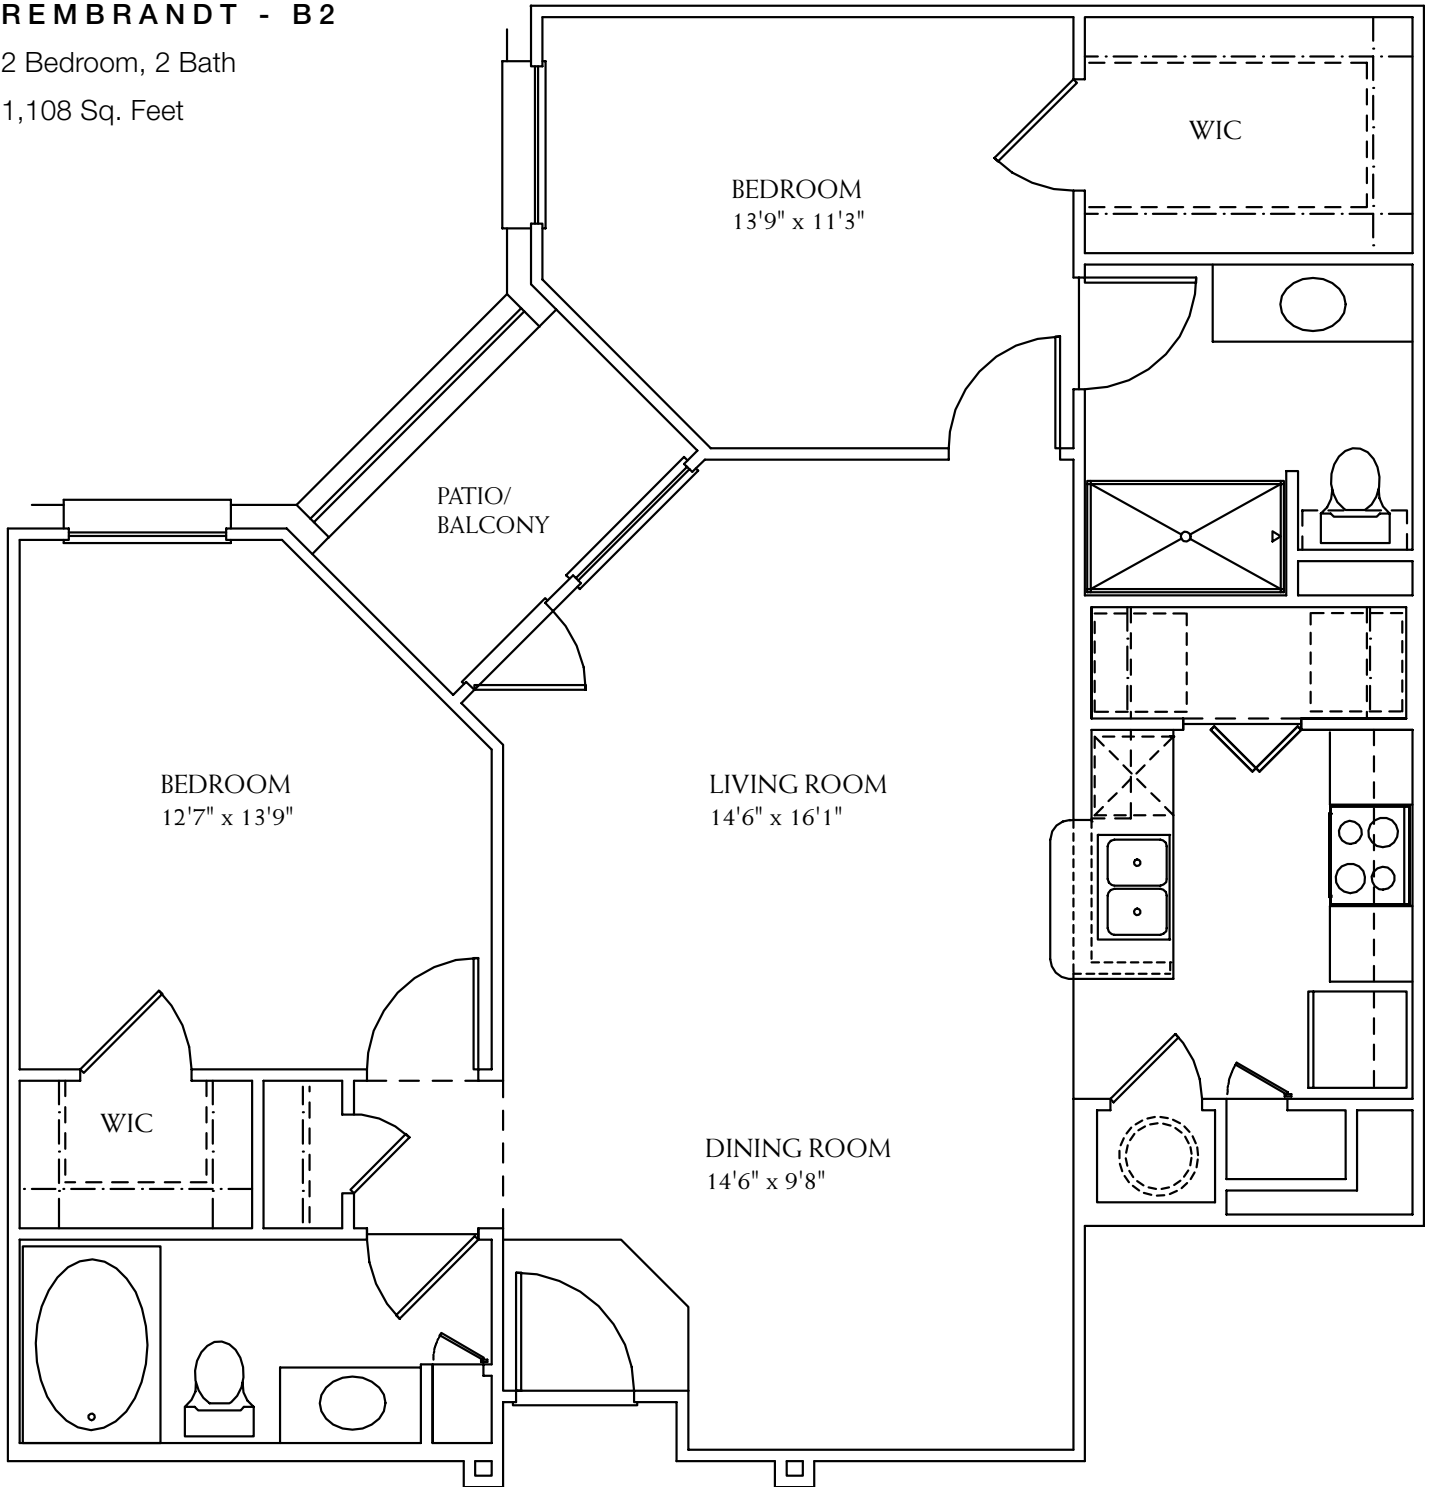 REMBRANDT - B2
2 Bedroom, 2 Bath
1,108 Sq. Feet
WIC
BEDROOM
13'9" x 11'3"
PATIO/
BALCONY
BEDROOM
12'7" x 13'9"
LIVING ROOM
14'6" x 16'1"
WIC
DINING ROOM
14'6" x 9'8"